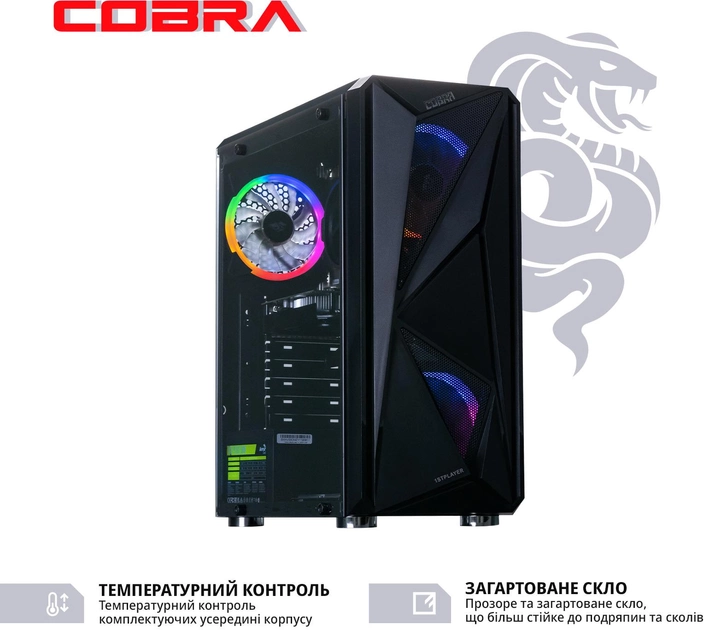 COBRA
COBRA
1STPLAYER
ТЕМПЕРАТУРНИЙ КОНТРОЛЬ
Температурний контроль
комплектуючих усередині корпусу
ЗАГАРТОВАНЕ СКЛО
Прозоре та загартоване скло,
що більш стійке до подряпин та сколів